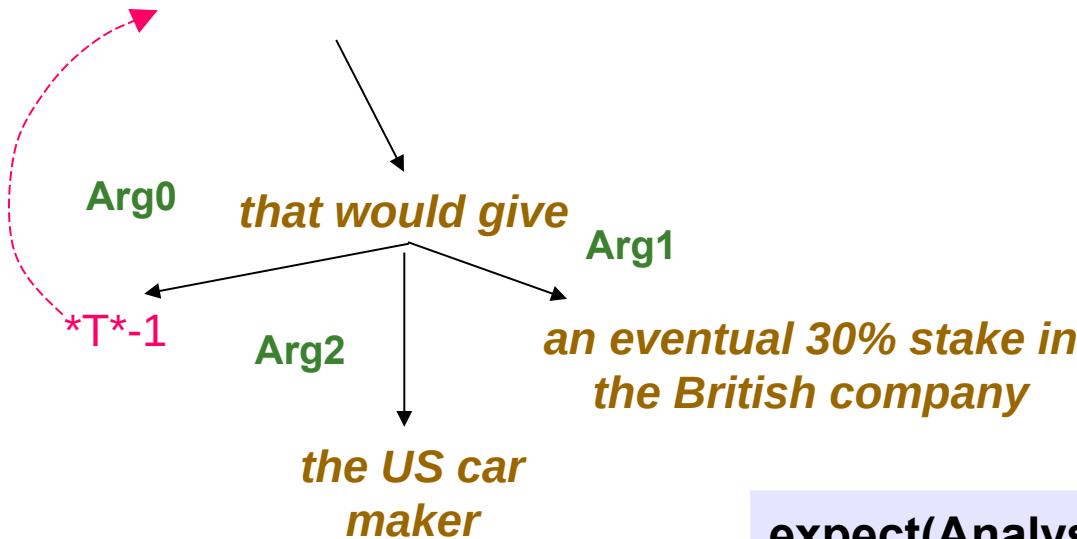 Arg0
that would give
Arg1
*T*-1
Arg2
an eventual 30% stake in
the British company
the US car
maker